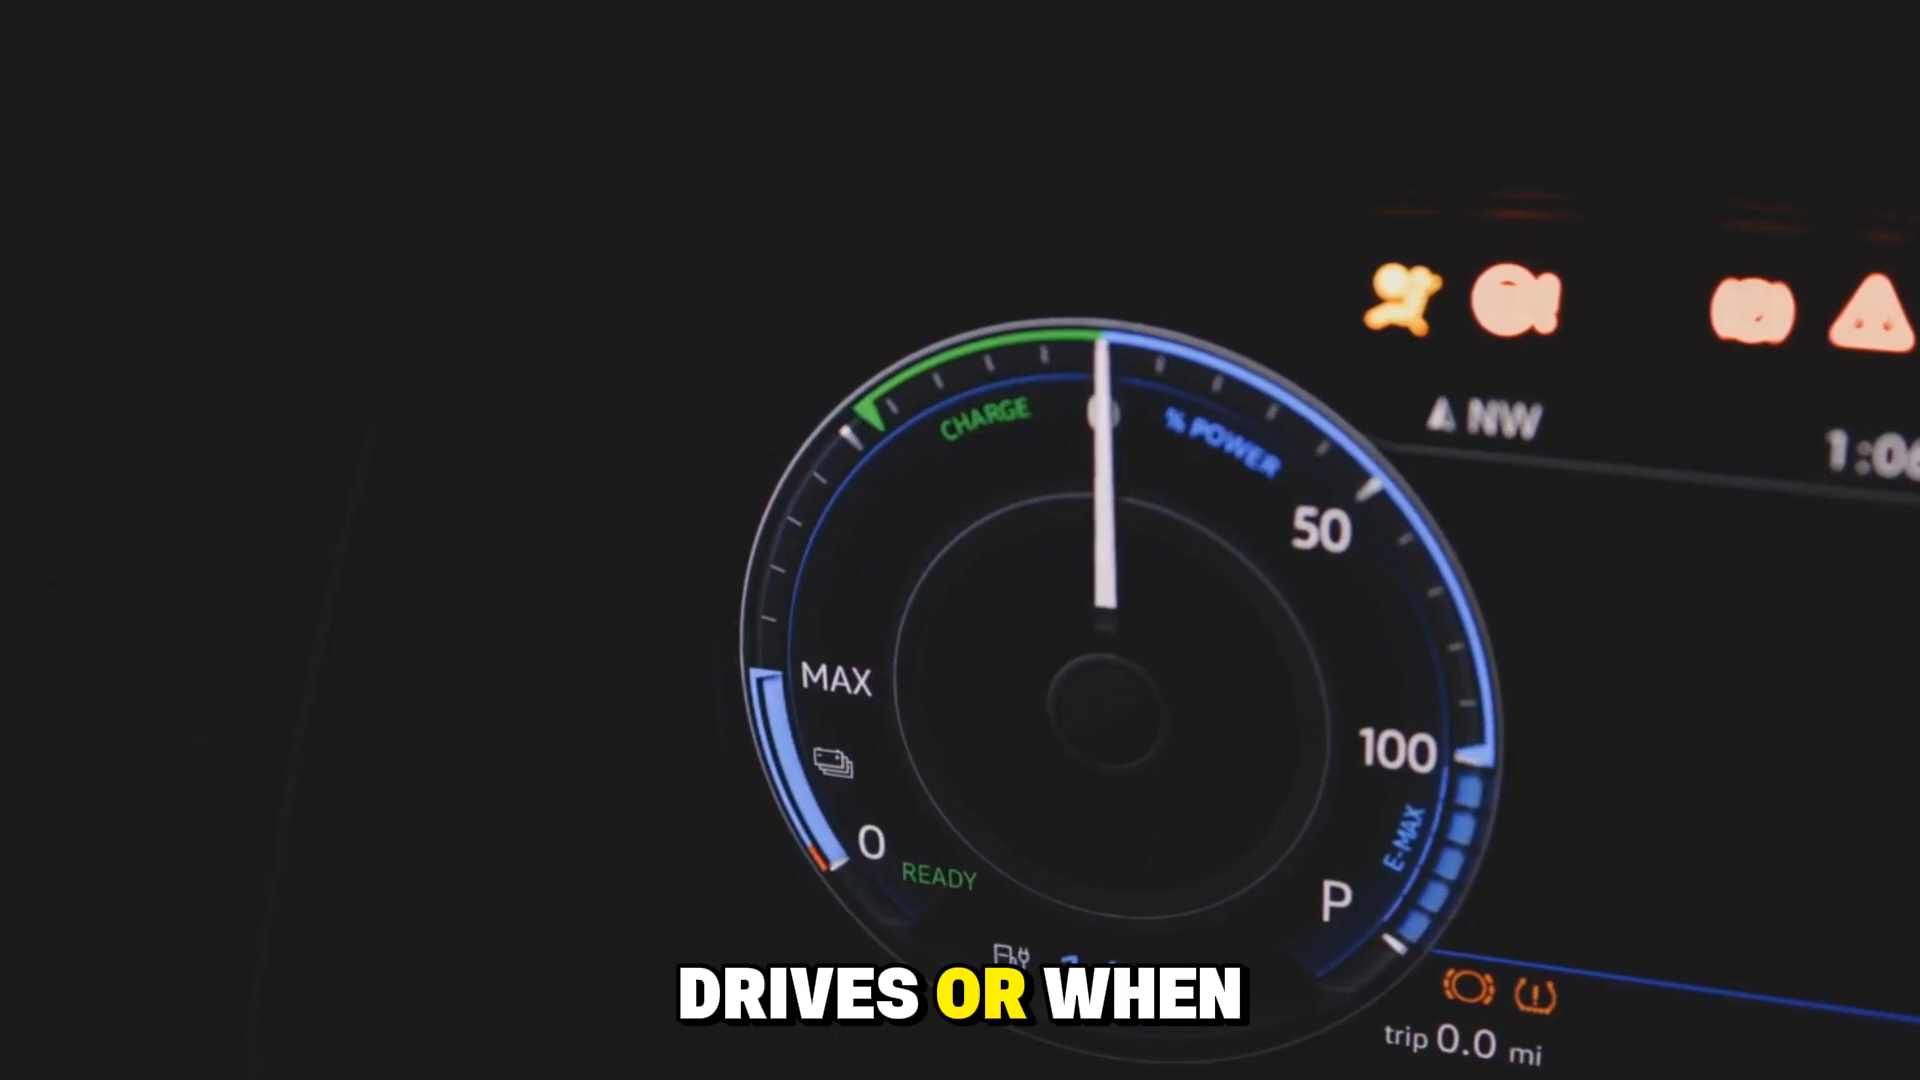 NW
CHARGE
% POWER
50
MAX
100
0
READY
E-MAX
P
DRIVES OR WHEN
trip 0.0 mi